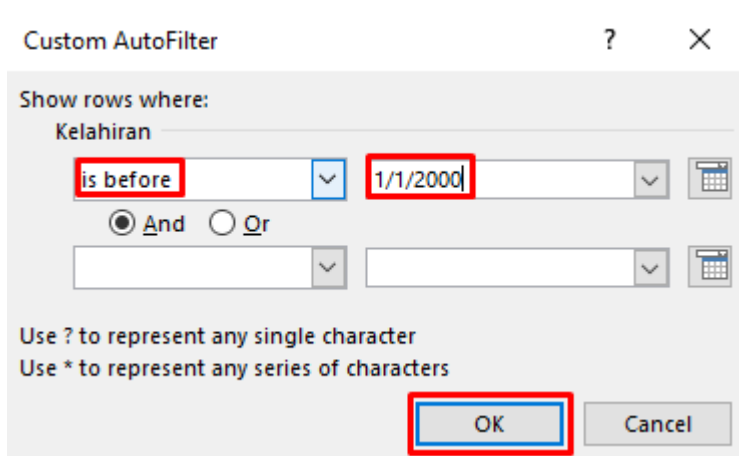 Custom AutoFilter ? ×
Show rows where:
Kelahiran
is before 1/1/2000
And Or
Use ? to represent any single character
Use * to represent any series of characters
OK Cancel